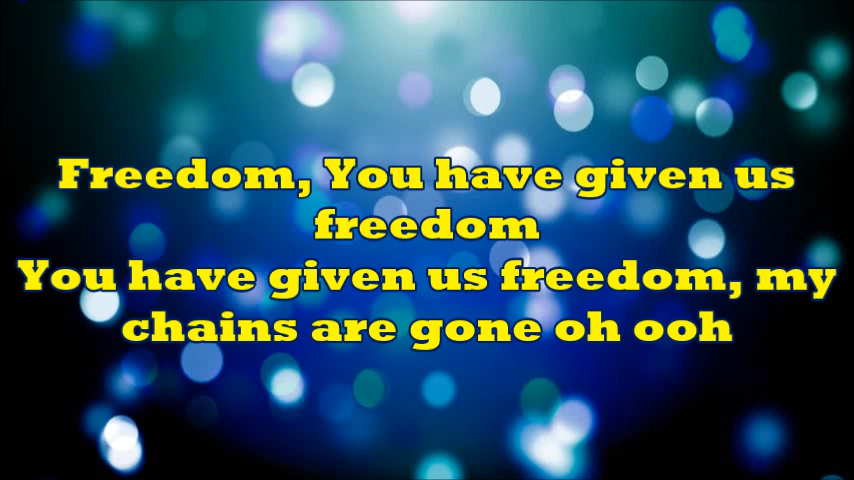 Freedom, You have given us
freedom
You have given us freedom, my
chains are gone oh ooh